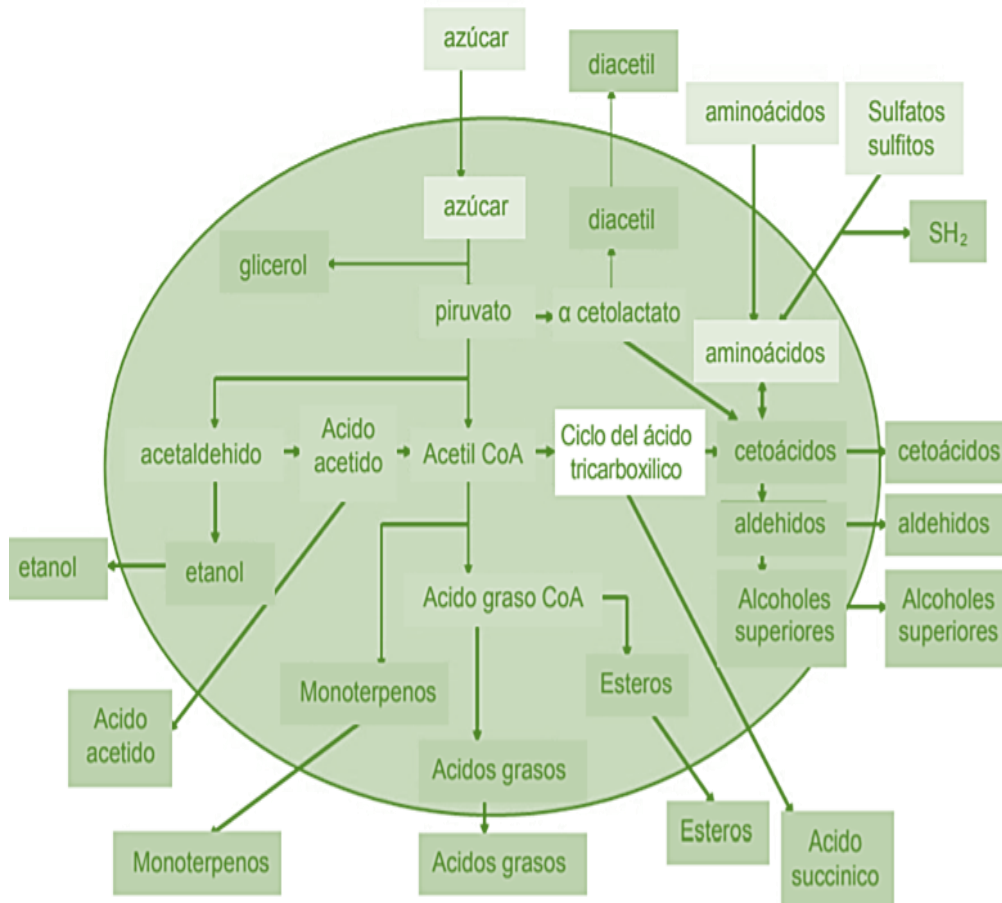 azúcar
diacetil
aminoácidos
Sulfatos
sulfitos
azúcar
diacetil
SH₂
glicerol
piruvato
α cetolactato
aminoácidos
acetaldehido
Acido
acetido
Acetil CoA
Ciclo del ácido
tricarboxilico
cetoácidos
cetoácidos
aldehidos
aldehidos
etanol
etanol
Acido graso CoA
Alcoholes
superiores
Alcoholes
superiores
Monoterpenos
Esteros
Acido
acetido
Acidos grasos
Esteros
Acido
succinico
Monoterpenos
Acidos grasos